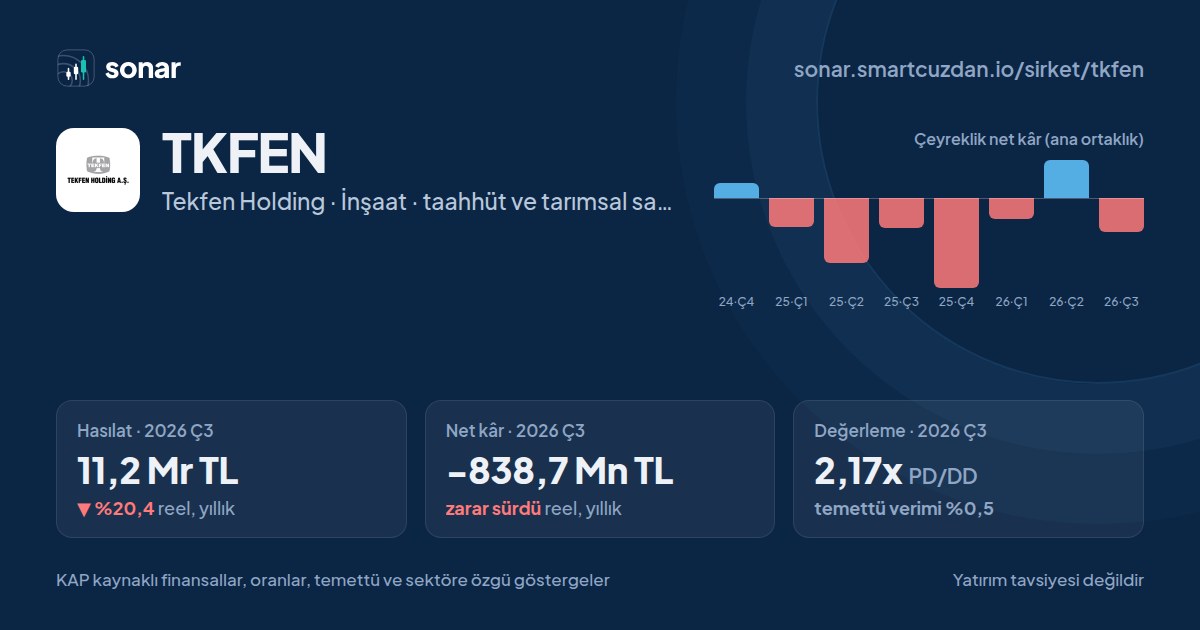 sonar
sonar.smartcuzdan.io/sirket/tkfen
TEKFEN
TEKFEN HOLDİNG A.Ş.
TKFEN
Tekfen Holding · İnşaat · taahhüt ve tarımsal sa...
Çeyreklik net kâr (ana ortaklık)
24·Ç4 25·Ç1 25·Ç2 25·Ç3 25·Ç4 26·Ç1 26·Ç2 26·Ç3
Hasılat · 2026 Ç3
11,2 Mr TL
▼ %20,4 reel, yıllık
Net kâr · 2026 Ç3
−838,7 Mn TL
zarar sürdü reel, yıllık
Değerleme · 2026 Ç3
2,17x PD/DD
temettü verimi %0,5
KAP kaynaklı finansallar, oranlar, temettü ve sektöre özgü göstergeler
Yatırım tavsiyesi değildir